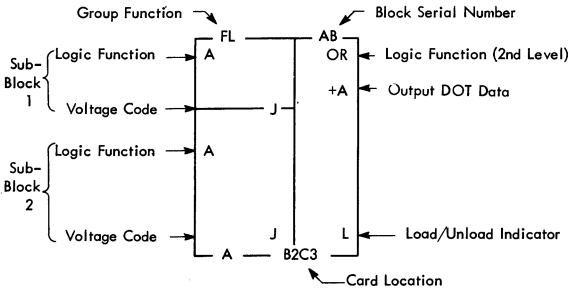 Group Function
Block Serial Number
FL
AB
Sub-
Block
1
Logic Function
A
OR
Logic Function (2nd Level)
+A
Output DOT Data
Voltage Code
J
Sub-
Block
2
Logic Function
A
Voltage Code
J
L
Load/Unload Indicator
A
B2C3
Card Location